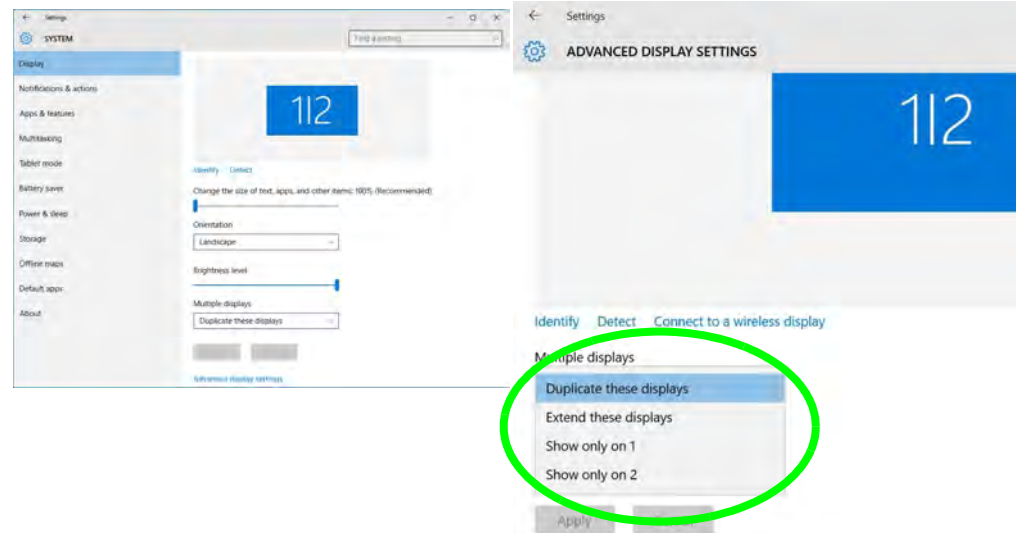 Settings
SYSTEM
Find a setting
Display
Notifications & actions
Apps & features
Multitasking
Tablet mode
Battery saver
Power & sleep
Storage
Offline maps
Default apps
About
1|2
Identify Detect
Change the size of text, apps, and other items: 100% (Recommended)
Orientation
Landscape
Brightness level
Multiple displays
Duplicate these displays
Advanced display settings
Settings
ADVANCED DISPLAY SETTINGS
1|2
Identify Detect Connect to a wireless display
Multiple displays
Duplicate these displays
Extend these displays
Show only on 1
Show only on 2
Apply